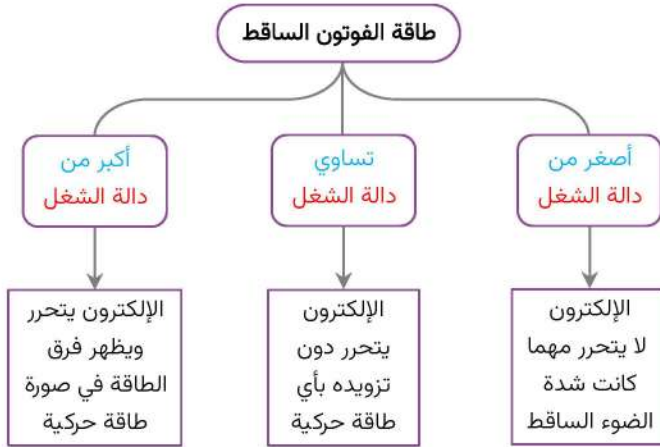 طاقة الفوتون الساقط
أصغر من
دالة الشغل
تساوي
دالة الشغل
أكبر من
دالة الشغل
الإلكترون
لا يتحرر مهما
كانت شدة
الضوء الساقط
الإلكترون
يتحرر دون
تزويده بأي
طاقة حركية
الإلكترون يتحرر
ويظهر فرق
الطاقة في صورة
طاقة حركية